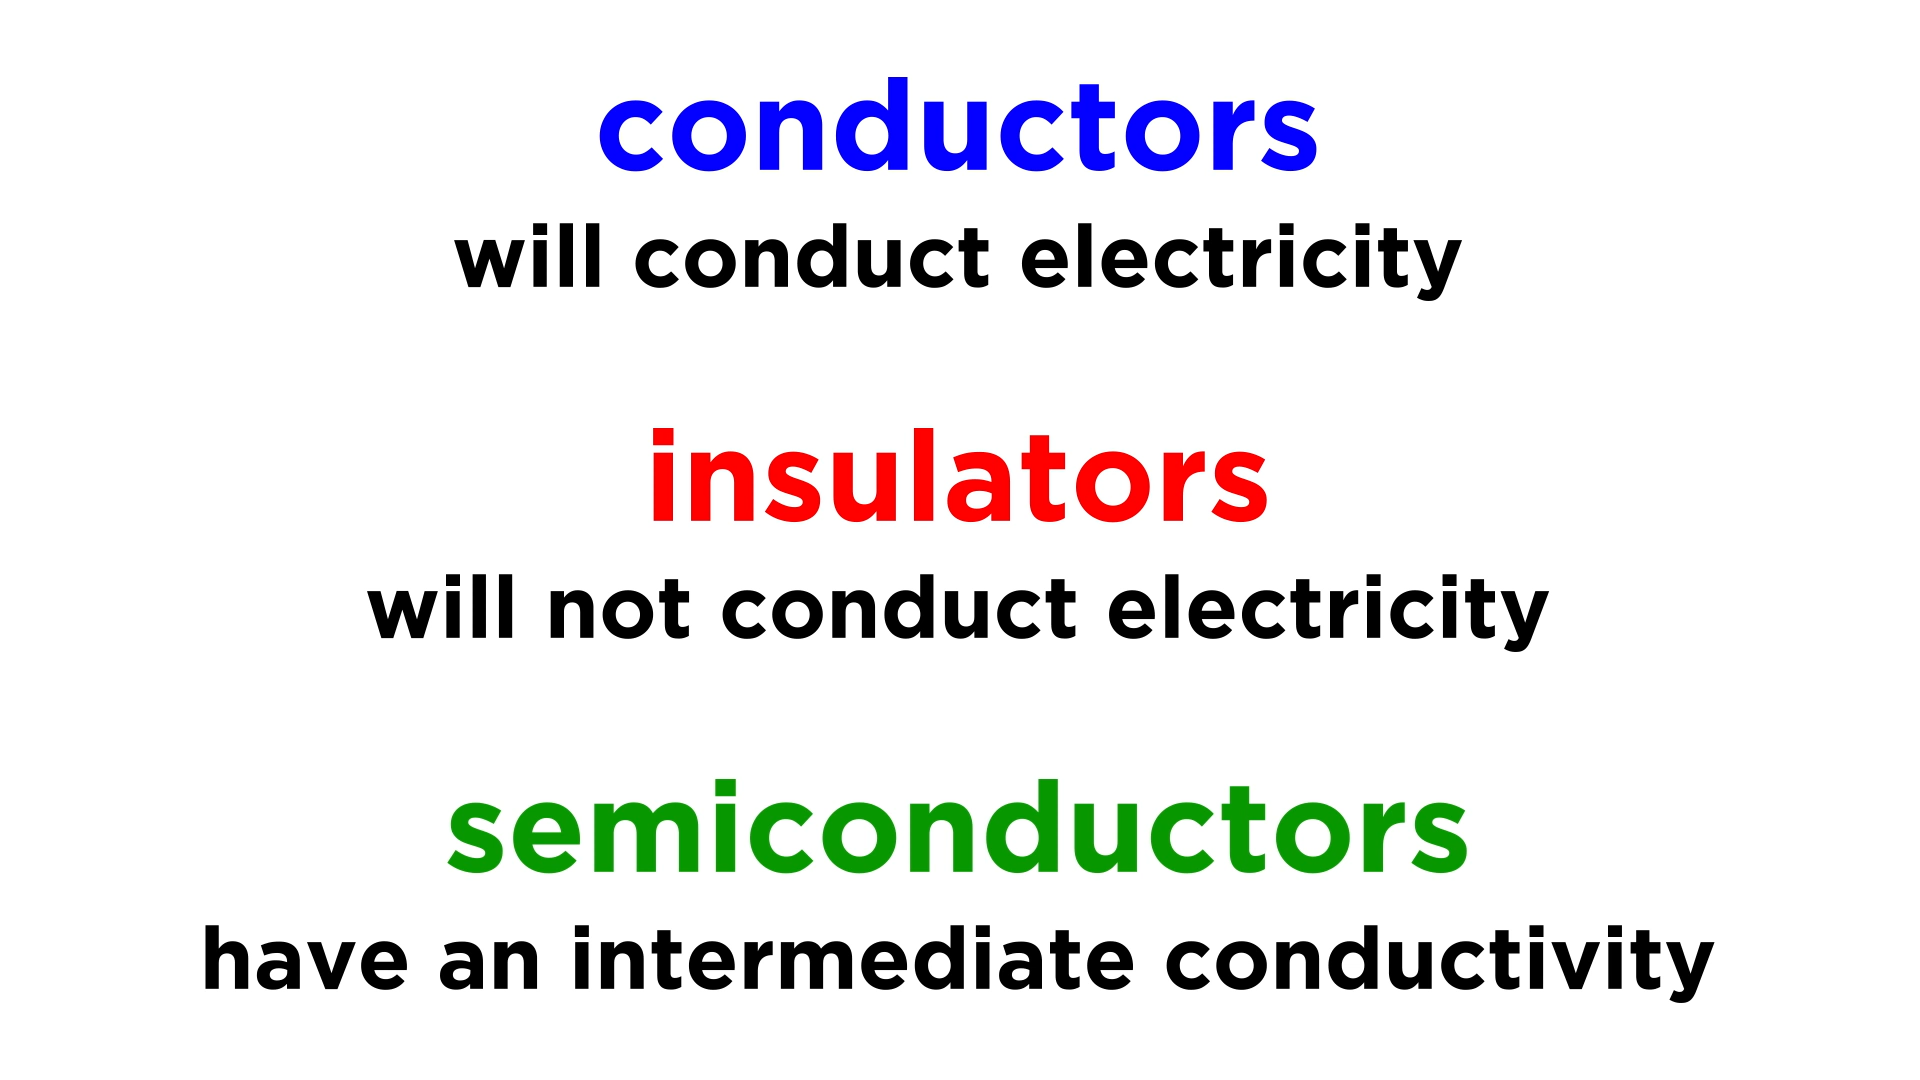 conductors
will conduct electricity
insulators
will not conduct electricity
semiconductors
have an intermediate conductivity